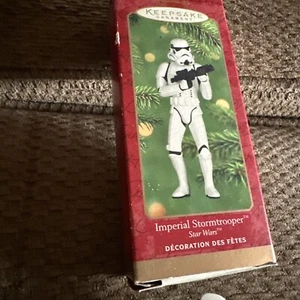 KEEPSAKE
ORNAMENT
Imperial Stormtrooper™
Star Wars™
DÉCORATION DES FÊTES